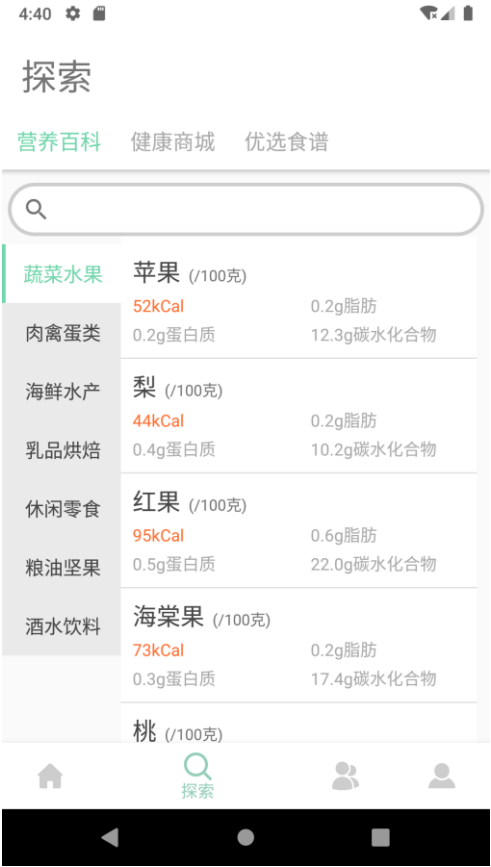 4:40
探索
营养百科 健康商城 优选食谱
蔬菜水果
肉禽蛋类
海鲜水产
乳品烘焙
休闲零食
粮油坚果
酒水饮料
苹果 (/100克)
52kCal 0.2g脂肪
0.2g蛋白质 12.3g碳水化合物
梨 (/100克)
44kCal 0.2g脂肪
0.4g蛋白质 10.2g碳水化合物
红果 (/100克)
95kCal 0.6g脂肪
0.5g蛋白质 22.0g碳水化合物
海棠果 (/100克)
73kCal 0.2g脂肪
0.3g蛋白质 17.4g碳水化合物
桃 (/100克)
探索